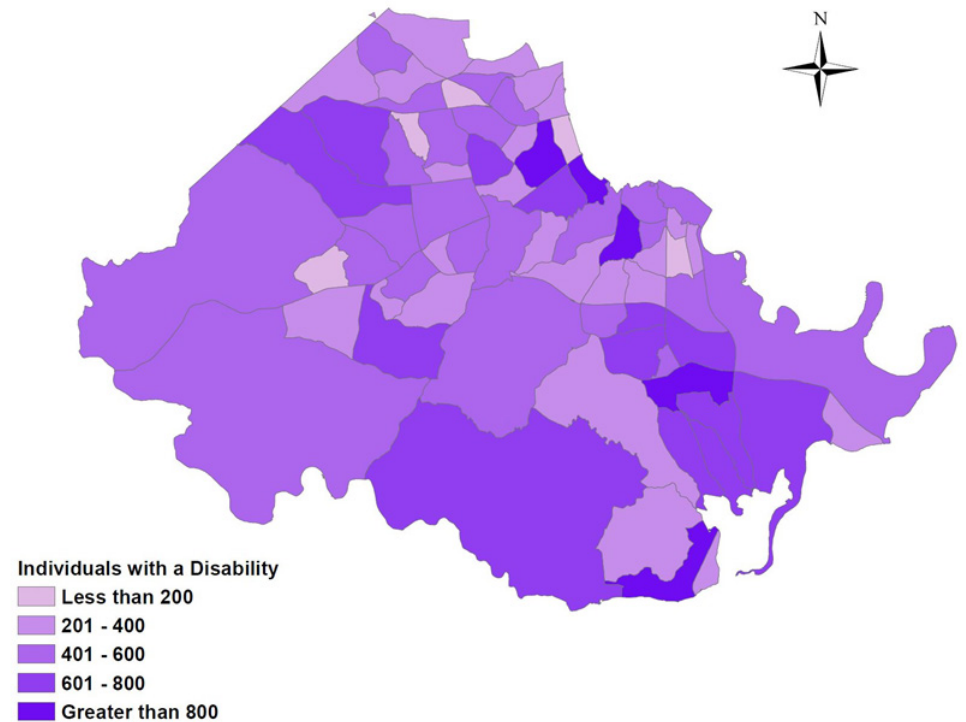 N
Individuals with a Disability
Less than 200
201 - 400
401 - 600
601 - 800
Greater than 800